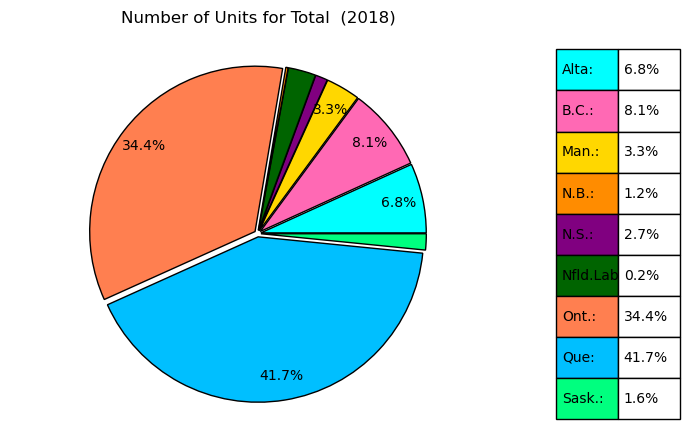 Number of Units for Total (2018)
34.4%
3.3%
8.1%
6.8%
41.7%
Alta: 6.8%
B.C.: 8.1%
Man.: 3.3%
N.B.: 1.2%
N.S.: 2.7%
Nfld.Lab 0.2%
Ont.: 34.4%
Que: 41.7%
Sask.: 1.6%